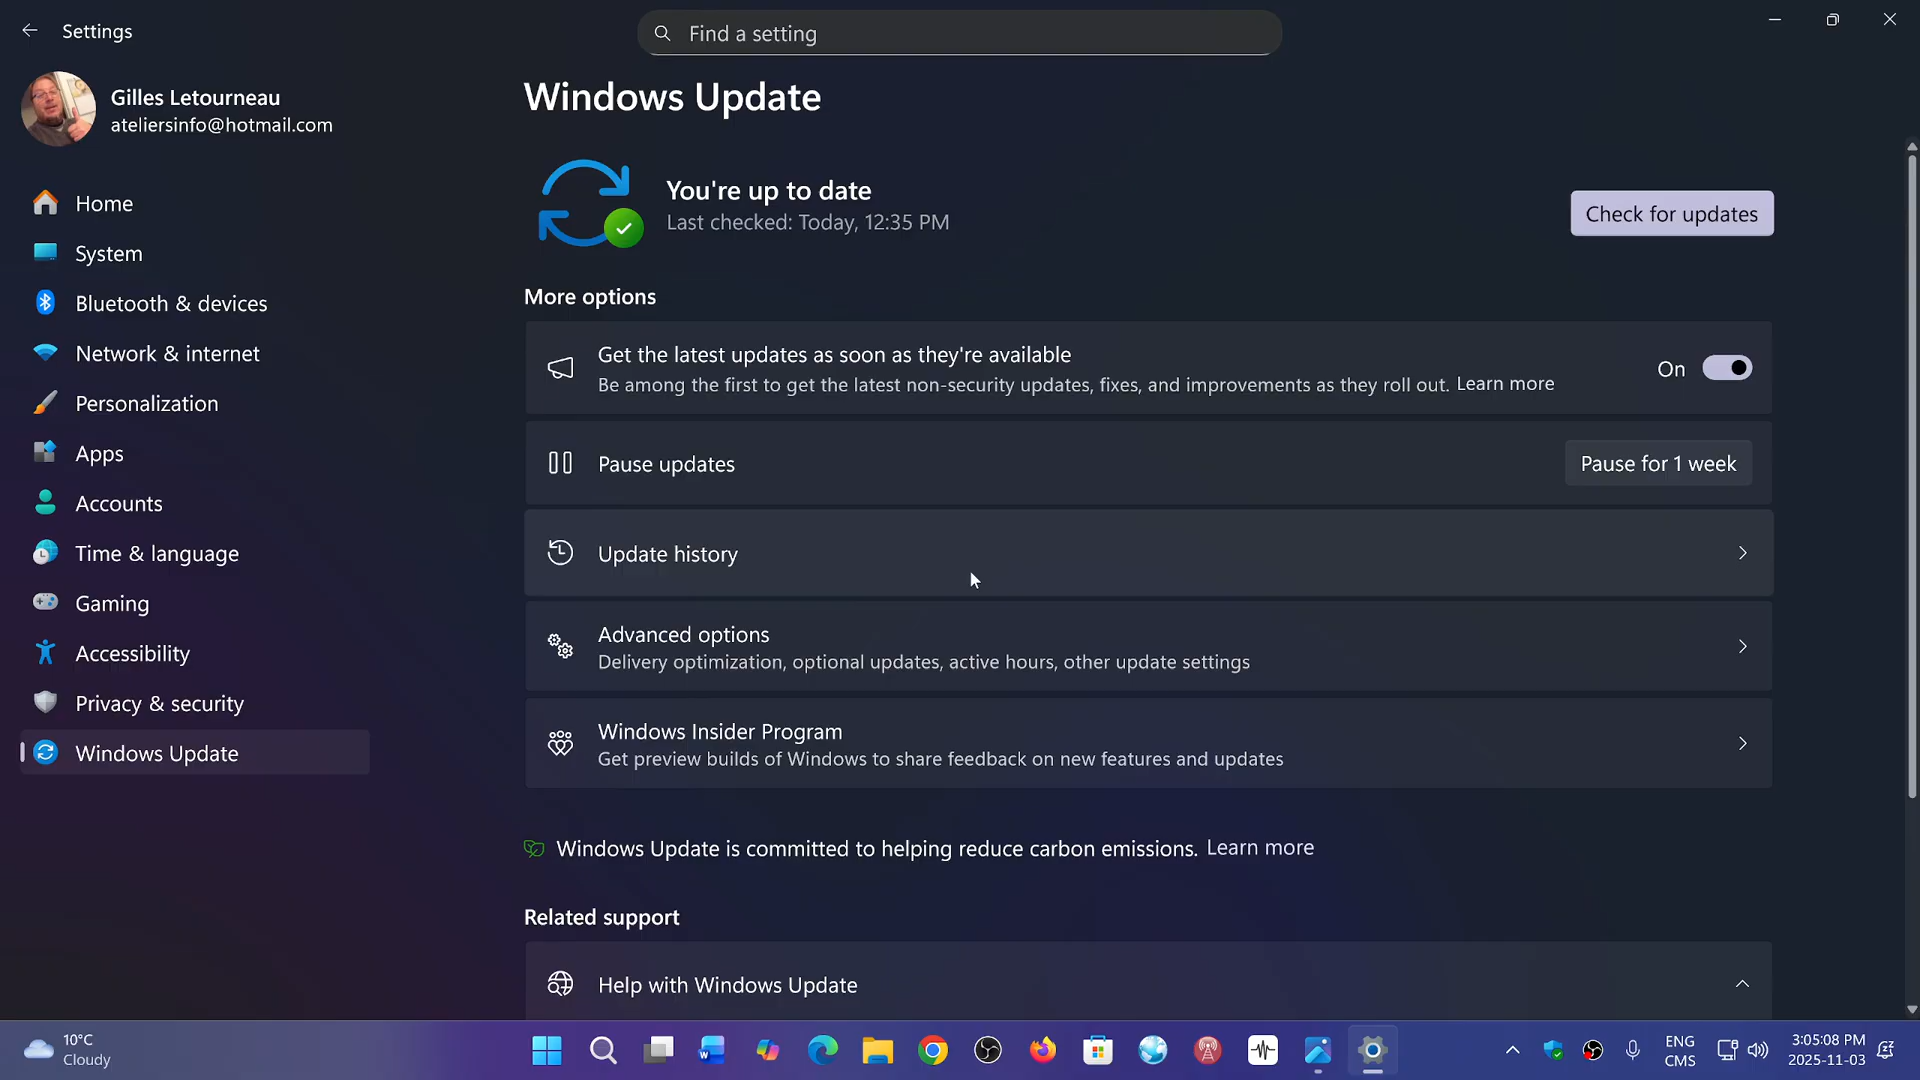 Settings
Find a setting
Gilles Letourneau
ateliersinfo@hotmail.com
Home
System
Bluetooth & devices
Network & internet
Personalization
Apps
Accounts
Time & language
Gaming
Accessibility
Privacy & security
Windows Update
Windows Update
You're up to date
Last checked: Today, 12:35 PM
Check for updates
More options
Get the latest updates as soon as they're available
Be among the first to get the latest non-security updates, fixes, and improvements as they roll out. Learn more
On
Pause updates
Pause for 1 week
Update history
Advanced options
Delivery optimization, optional updates, active hours, other update settings
Windows Insider Program
Get preview builds of Windows to share feedback on new features and updates
Windows Update is committed to helping reduce carbon emissions. Learn more
Related support
Help with Windows Update
10°C
Cloudy
W
ENG
CMS
3:05:08 PM
2025-11-03